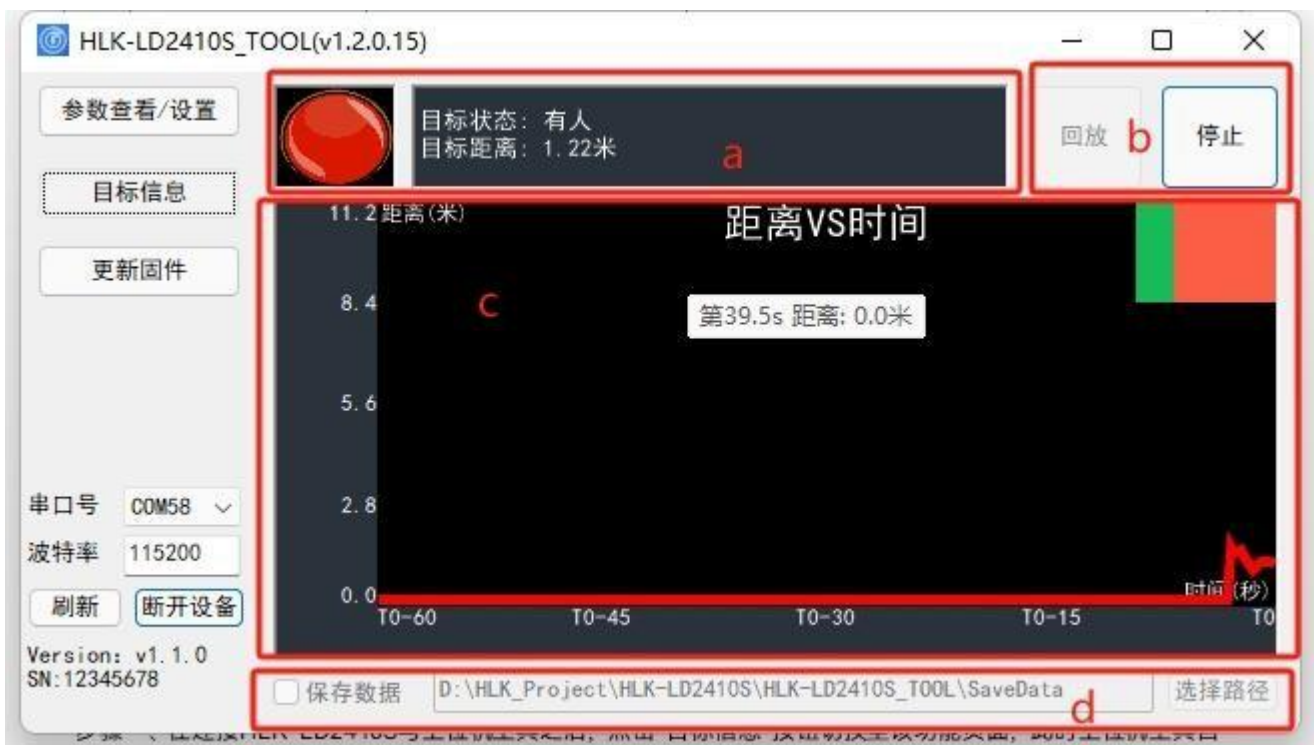 HLK-LD2410S_TOOL(v1.2.0.15)
参数查看/设置
目标信息
更新固件
目标状态: 有人
目标距离: 1.22米
a
回放
b
停止
距离VS时间
11.2 距离(米)
8.4
5.6
2.8
0.0
c
第39.5s 距离: 0.0米
时间(秒)
T0-60 T0-45 T0-30 T0-15 T0
串口号 COM58
波特率 115200
刷新 断开设备
Version: v1.1.0
SN:12345678
保存数据 D:\HLK_Project\HLK-LD2410S\HLK-LD2410S_TOOL\SaveData 选择路径
d